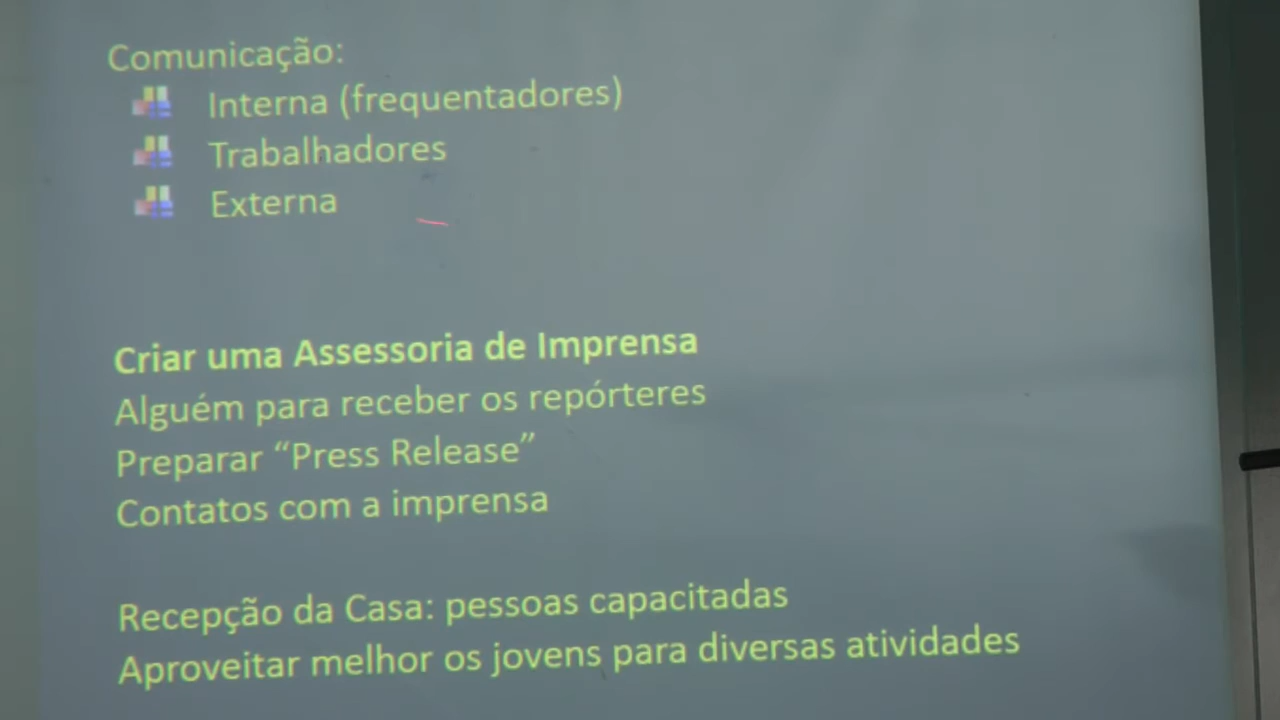 Comunicação:
Interna (frequentadores)
Trabalhadores
Externa
Criar uma Assessoria de Imprensa
Alguém para receber os repórteres
Preparar “Press Release”
Contatos com a imprensa
Recepção da Casa: pessoas capacitadas
Aproveitar melhor os jovens para diversas atividades